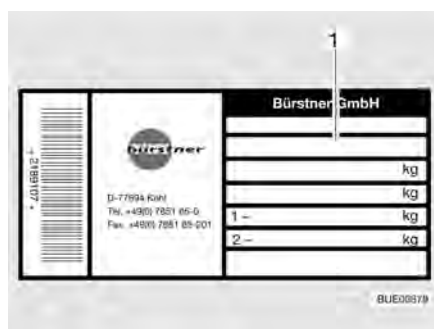 1
Bürstner GmbH
* 2189107 *
bürstner
D-77694 Kehl
Tel. +49(0) 7851 85-0
Fax. +49(0) 7851 85-201
kg
kg
1 – kg
2 – kg